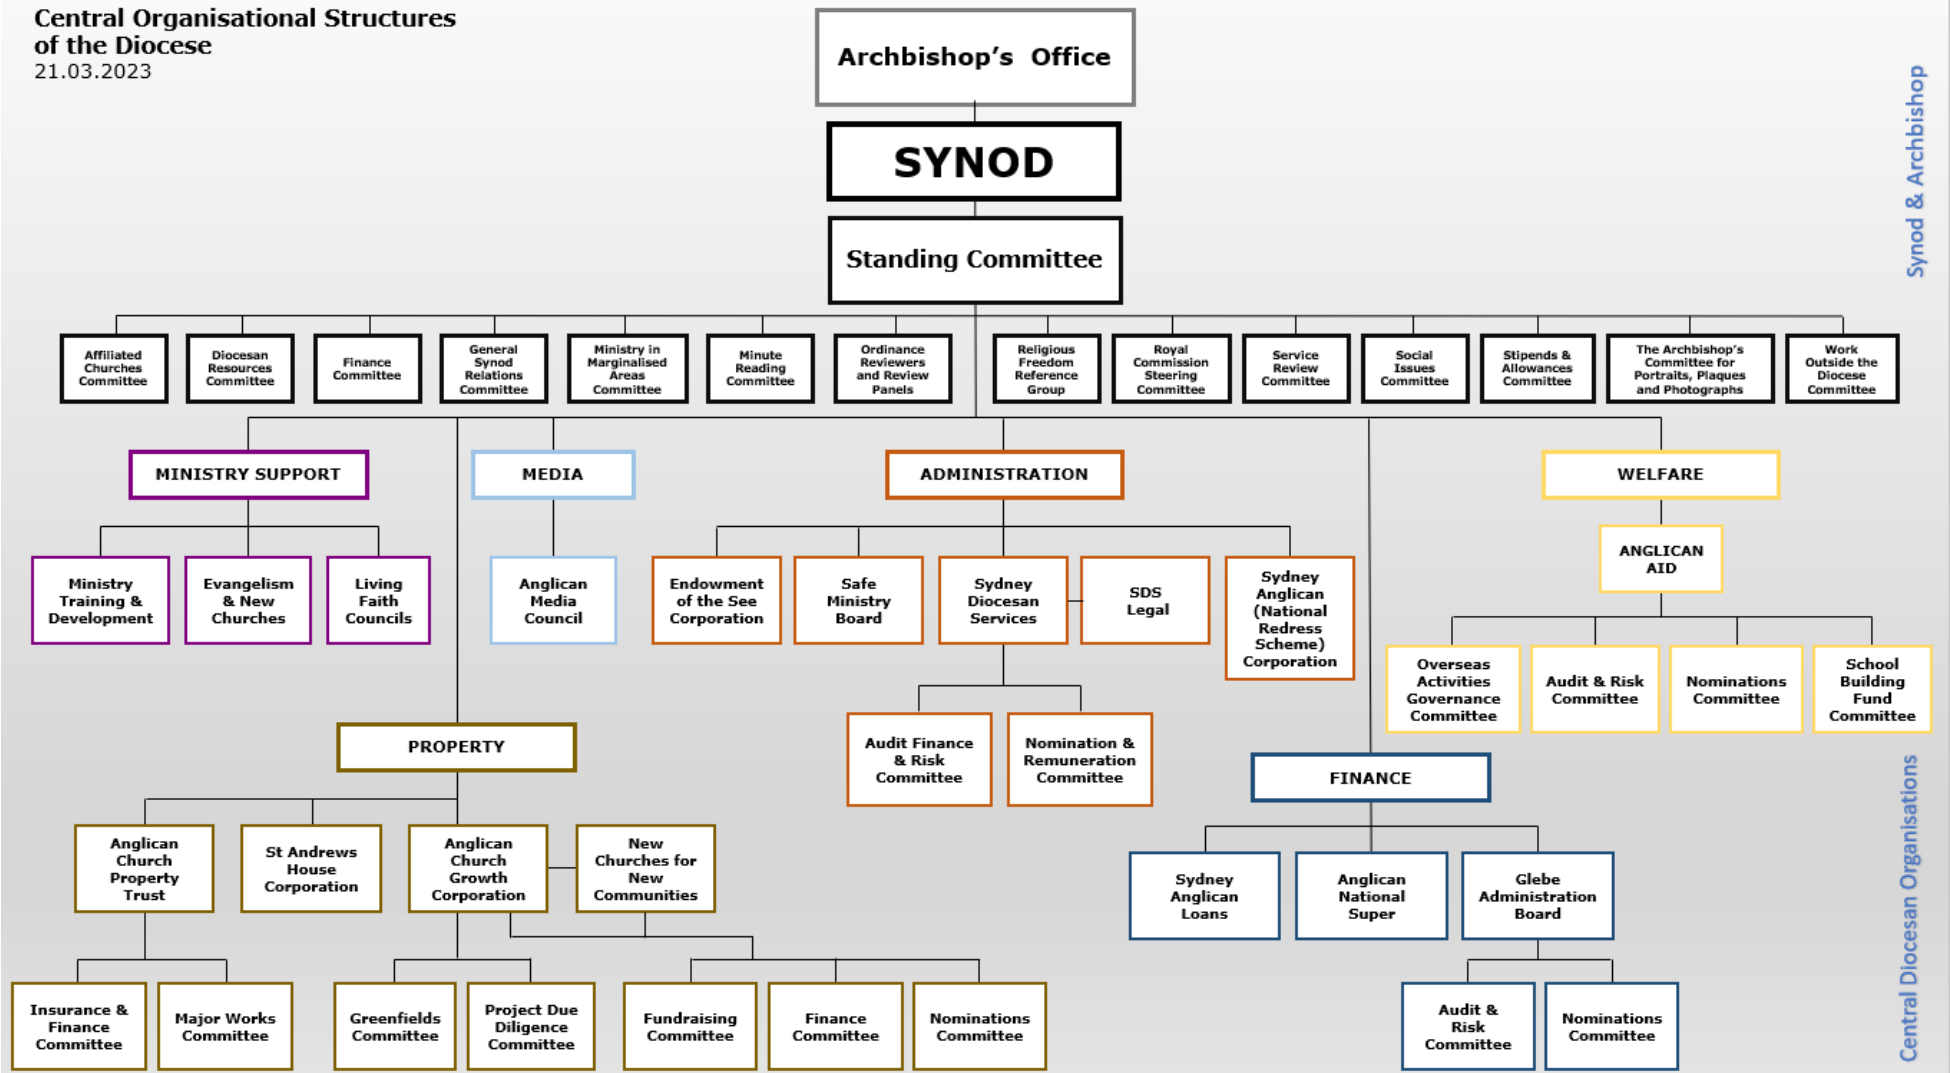 Central Organisational Structures
of the Diocese
21.03.2023
Archbishop’s Office
SYNOD
Standing Committee
Synod & Archbishop
Affiliated
Churches
Committee
Diocesan
Resources
Committee
Finance
Committee
General
Synod
Relations
Committee
Ministry in
Marginalised
Areas
Committee
Minute
Reading
Committee
Ordinance
Reviewers
and Review
Panels
Religious
Freedom
Reference
Group
Royal
Commission
Steering
Committee
Service
Review
Committee
Social
Issues
Committee
Stipends &
Allowances
Committee
The Archbishop’s
Committee for
Portraits, Plaques
and Photographs
Work
Outside the
Diocese
Committee
MINISTRY SUPPORT
MEDIA
ADMINISTRATION
WELFARE
Ministry
Training &
Development
Evangelism
& New
Churches
Living
Faith
Councils
Anglican
Media
Council
Endowment
of the See
Corporation
Safe
Ministry
Board
Sydney
Diocesan
Services
SDS
Legal
Sydney
Anglican
(National
Redress
Scheme)
Corporation
ANGLICAN
AID
Overseas
Activities
Governance
Committee
Audit & Risk
Committee
Nominations
Committee
School
Building
Fund
Committee
Audit Finance
& Risk
Committee
Nomination &
Remuneration
Committee
PROPERTY
FINANCE
Anglican
Church
Property
Trust
St Andrews
House
Corporation
Anglican
Church
Growth
Corporation
New
Churches for
New
Communities
Sydney
Anglican
Loans
Anglican
National
Super
Glebe
Administration
Board
Insurance &
Finance
Committee
Major Works
Committee
Greenfields
Committee
Project Due
Diligence
Committee
Fundraising
Committee
Finance
Committee
Nominations
Committee
Audit &
Risk
Committee
Nominations
Committee
Central Diocesan Organisations